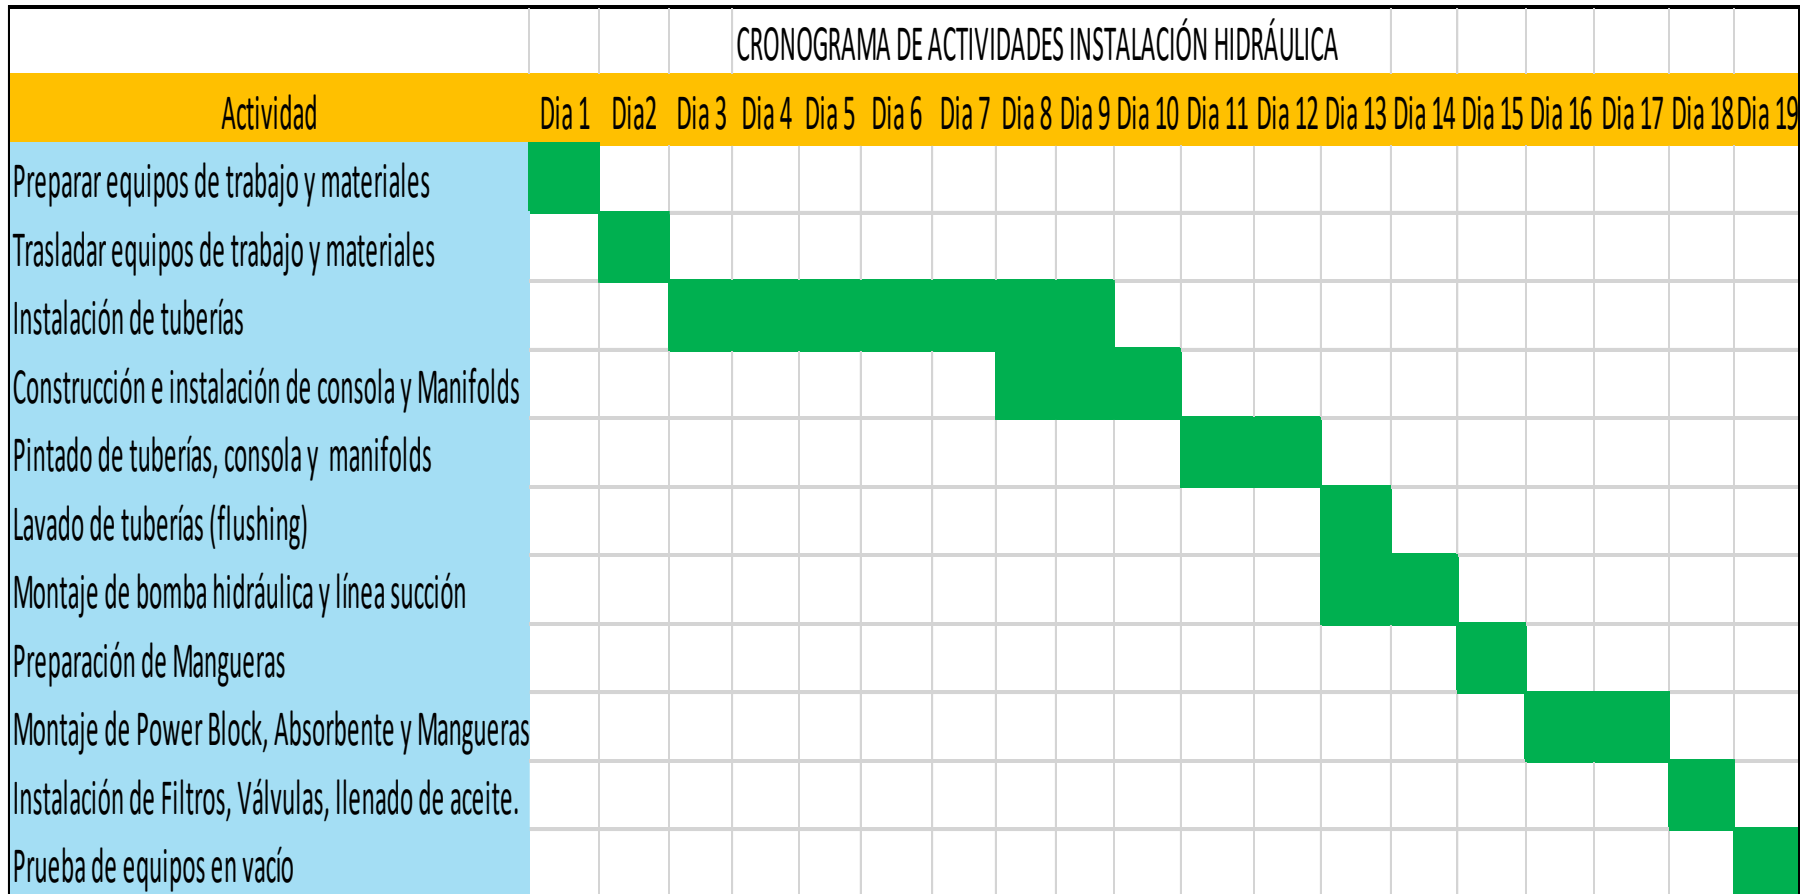 CRONOGRAMA DE ACTIVIDADES INSTALACIÓN HIDRÁULICA
Actividad Dia 1 Dia2 Dia 3 Dia 4 Dia 5 Dia 6 Dia 7 Dia 8 Dia 9 Dia 10 Dia 11 Dia 12 Dia 13 Dia 14 Dia 15 Dia 16 Dia 17 Dia 18 Dia 19
Preparar equipos de trabajo y materiales
Trasladar equipos de trabajo y materiales
Instalación de tuberías
Construcción e instalación de consola y Manifolds
Pintado de tuberías, consola y manifolds
Lavado de tuberías (flushing)
Montaje de bomba hidráulica y línea succión
Preparación de Mangueras
Montaje de Power Block, Absorbente y Mangueras
Instalación de Filtros, Válvulas, llenado de aceite.
Prueba de equipos en vacío